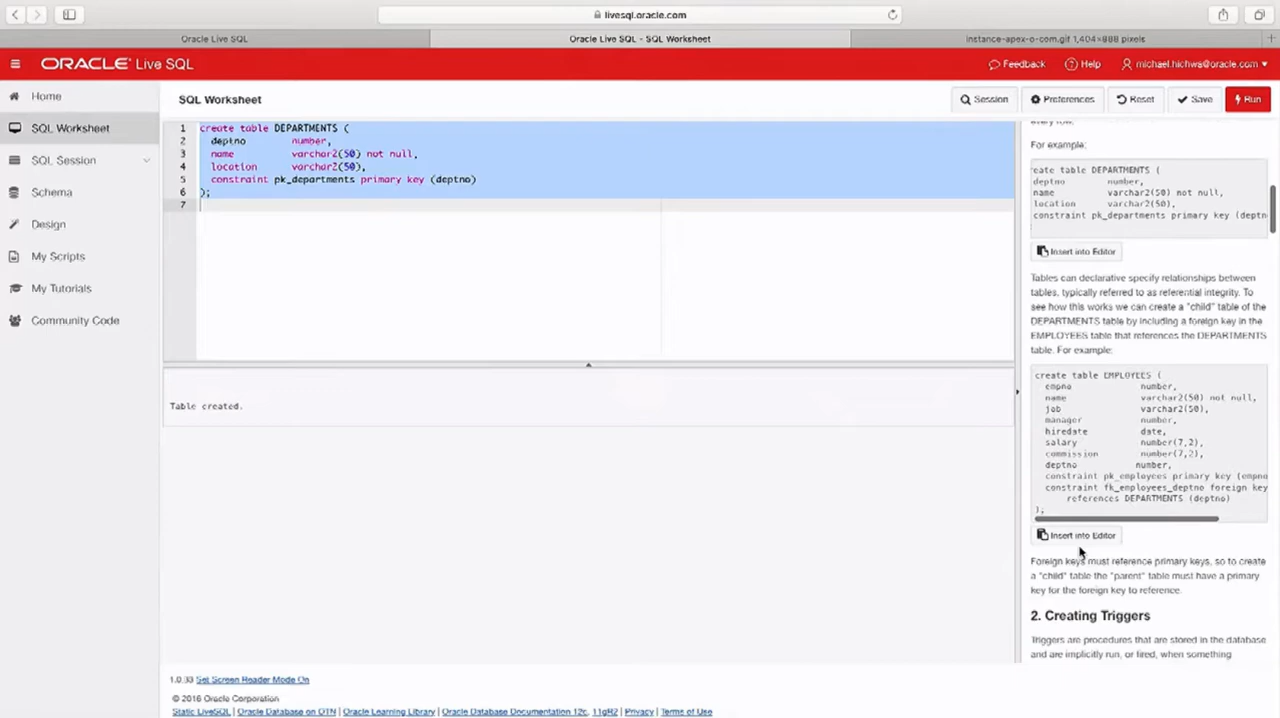 livesql.oracle.com
Oracle Live SQL
Oracle Live SQL - SQL Worksheet
instance-apex-o-com.gif 1,404×888 pixels
ORACLE Live SQL
Feedback
Help
michael.hichwa@oracle.com
Home
SQL Worksheet
SQL Session
Schema
Design
My Scripts
My Tutorials
Community Code
SQL Worksheet
Session
Preferences
Reset
Save
Run
1 create table DEPARTMENTS (
2 deptno number,
3 name varchar2(50) not null,
4 location varchar2(50),
5 constraint pk_departments primary key (deptno)
6 );
7
Table created.
every row.
For example:
reate table DEPARTMENTS (
deptno number,
name varchar2(50) not null,
location varchar2(50),
constraint pk_departments primary key (deptn
Insert into Editor
Tables can declarative specify relationships between
tables, typically referred to as referential integrity. To
see how this works we can create a "child" table of the
DEPARTMENTS table by including a foreign key in the
EMPLOYEES table that references the DEPARTMENTS
table. For example:
create table EMPLOYEES (
empno number,
name varchar2(50) not null,
job varchar2(50),
manager number,
hiredate date,
salary number(7,2),
commission number(7,2),
deptno number,
constraint pk_employees primary key (empno
constraint fk_employees_deptno foreign key
references DEPARTMENTS (deptno)
);
Insert into Editor
Foreign keys must reference primary keys, so to create
a "child" table the "parent" table must have a primary
key for the foreign key to reference.
2. Creating Triggers
Triggers are procedures that are stored in the database
and are implicitly run, or fired, when something
1.0.33 Set Screen Reader Mode On
© 2016 Oracle Corporation
Static LiveSQL | Oracle Database on OTN | Oracle Learning Library | Oracle Database Documentation 12c, 11gR2 | Privacy | Terms of Use